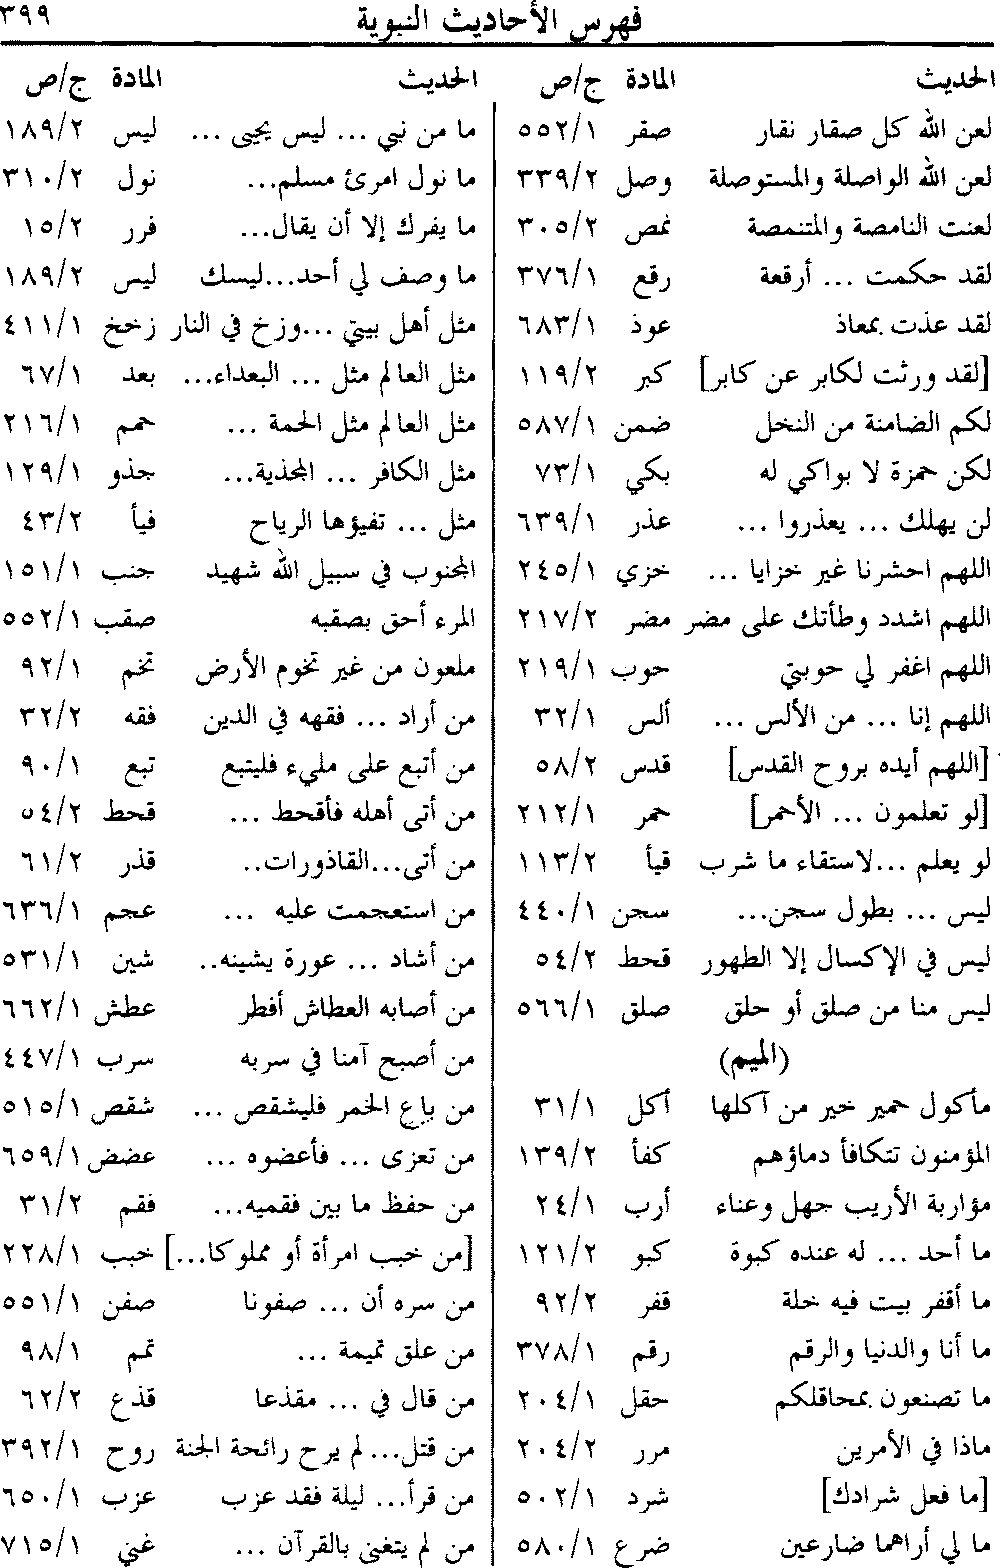 فهرس الأحاديث النبوية ٣٩٩
الحديث المادة ج/ص
لعن الله كل صقار نقار صقر ٥٥٢/١
لعن الله الواصلة والمستوصلة وصل ٣٣٩/٢
لعنت النامصة والمتنمصة نمص ٣٠٥/٢
لقد حكمت ... أرقعة رقع ٣٧٦/١
لقد عذت بمعاذ عوذ ٦٨٣/١
[لقد ورثت لكابر عن كابر] كبر ١١٩/٢
لكم الضامنة من النخل ضمن ٥٨٧/١
لكن حمزة لا بواكي له بكي ٧٣/١
لن يهلك ... يعذروا ... عذر ٦٣٩/١
اللهم احشرنا غير خزايا ... خزي ٢٤٥/١
اللهم اشدد وطأتك على مضر مضر ٢١٧/٢
اللهم اغفر لي حوبتي حوب ٢١٩/١
اللهم إنا ... من الألس ... ألس ٣٢/١
[اللهم أيده بروح القدس] قدس ٥٨/٢
[لو تعلمون ... الأحمر] حمر ٢١٢/١
لو يعلم ...لاستقاء ما شرب قيأ ١١٣/٢
ليس ... بطول سجن... سجن ٤٤٠/١
ليس في الإكسال إلا الطهور قحط ٥٤/٢
ليس منا من صلق أو حلق صلق ٥٦٦/١
(الميم)
مأكول حمير خير من آكلها أكل ٣١/١
المؤمنون تتكافأ دماؤهم كفأ ١٣٩/٢
مؤاربة الأريب جهل وعناء أرب ٢٤/١
ما أحد ... له عنده كبوة كبو ١٢١/٢
ما أقفر بيت فيه خلة قفر ٩٢/٢
ما أنا والدنيا والرقم رقم ٣٧٨/١
ما تصنعون بمحاقلكم حقل ٢٠٤/١
ماذا في الأمرين مرر ٢٠٤/٢
[ما فعل شرادك] شرد ٥٠٢/١
ما لي أراهما ضارعين ضرع ٥٨٠/١
الحديث المادة ج/ص
ما من نبي ... ليس يحيى ... ليس ١٨٩/٢
ما نول امرئ مسلم... نول ٣١٠/٢
ما يفرك إلا أن يقال... فرر ١٥/٢
ما وصف لي أحد...ليسك ليس ١٨٩/٢
مثل أهل بيتي ...وزخ في النار زخخ ٤١١/١
مثل العالم مثل ... البعداء... بعد ٦٧/١
مثل العالم مثل الحمة ... حمم ٢١٦/١
مثل الكافر ... المجذية... جذو ١٢٩/١
مثل ... تفيؤها الرياح فيأ ٤٣/٢
المجنوب في سبيل الله شهيد جنب ١٥١/١
المرء أحق بصقبه صقب ٥٥٢/١
ملعون من غير تخوم الأرض تخم ٩٢/١
من أراد ... فقهه في الدين فقه ٣٢/٢
من أتبع على مليء فليتبع تبع ٩٠/١
من أتى أهله فأقحط ... قحط ٥٤/٢
من أتى...القاذورات.. قذر ٦١/٢
من استعجمت عليه ... عجم ٦٣٦/١
من أشاد ... عورة يشينه.. شين ٥٣١/١
من أصابه العطاش أفطر عطش ٦٦٢/١
من أصبح آمنا في سربه سرب ٤٤٧/١
من باع الخمر فليشقص ... شقص ٥١٥/١
من تعزى ... فأعضوه ... عضض ٦٥٩/١
من حفظ ما بين فقميه... فقم ٣١/٢
[من خبب امرأة أو مملوكا...] خبب ٢٢٨/١
من سره أن ... صفونا صفن ٥٥١/١
من علق تميمة ... تمم ٩٨/١
من قال في ... مقذعا قذع ٦٢/٢
من قتل... لم يرح رائحة الجنة روح ٣٩٢/١
من قرأ... ليلة فقد عزب عزب ٦٥٠/١
من لم يتغنى بالقرآن ... غني ٧١٥/١